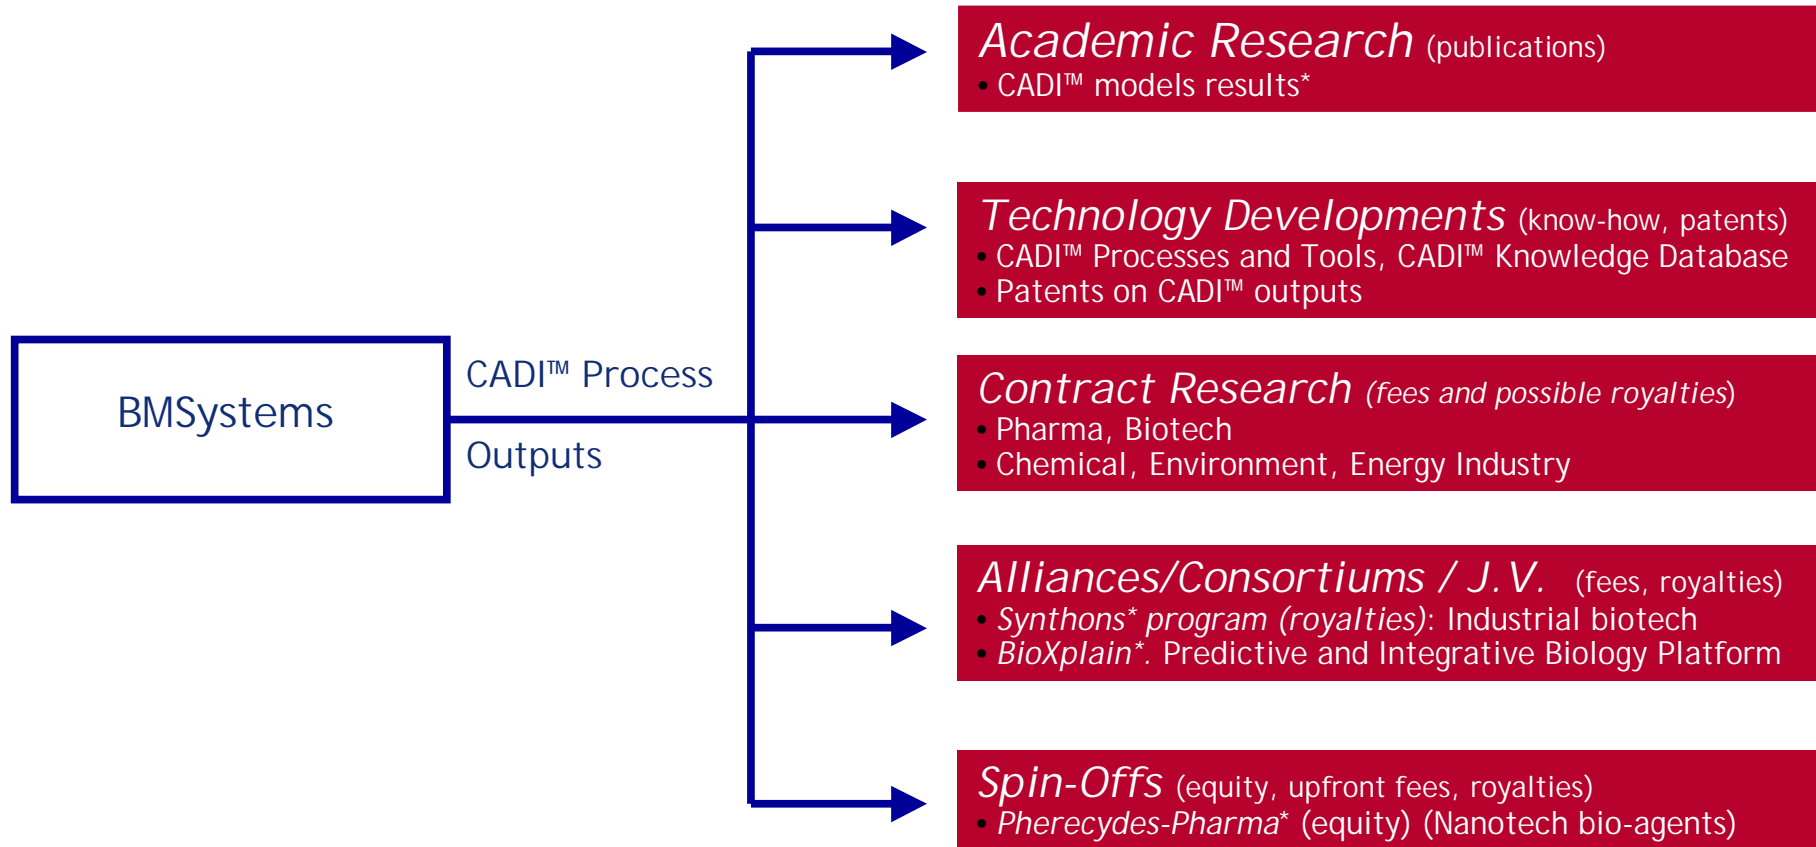 BMSystems
CADI™ Process
Outputs
Academic Research (publications)
• CADI™ models results*
Technology Developments (know-how, patents)
• CADI™ Processes and Tools, CADI™ Knowledge Database
• Patents on CADI™ outputs
Contract Research (fees and possible royalties)
• Pharma, Biotech
• Chemical, Environment, Energy Industry
Alliances/Consortiums / J.V. (fees, royalties)
• Synthons* program (royalties): Industrial biotech
• BioXplain*. Predictive and Integrative Biology Platform
Spin-Offs (equity, upfront fees, royalties)
• Pherecydes-Pharma* (equity) (Nanotech bio-agents)